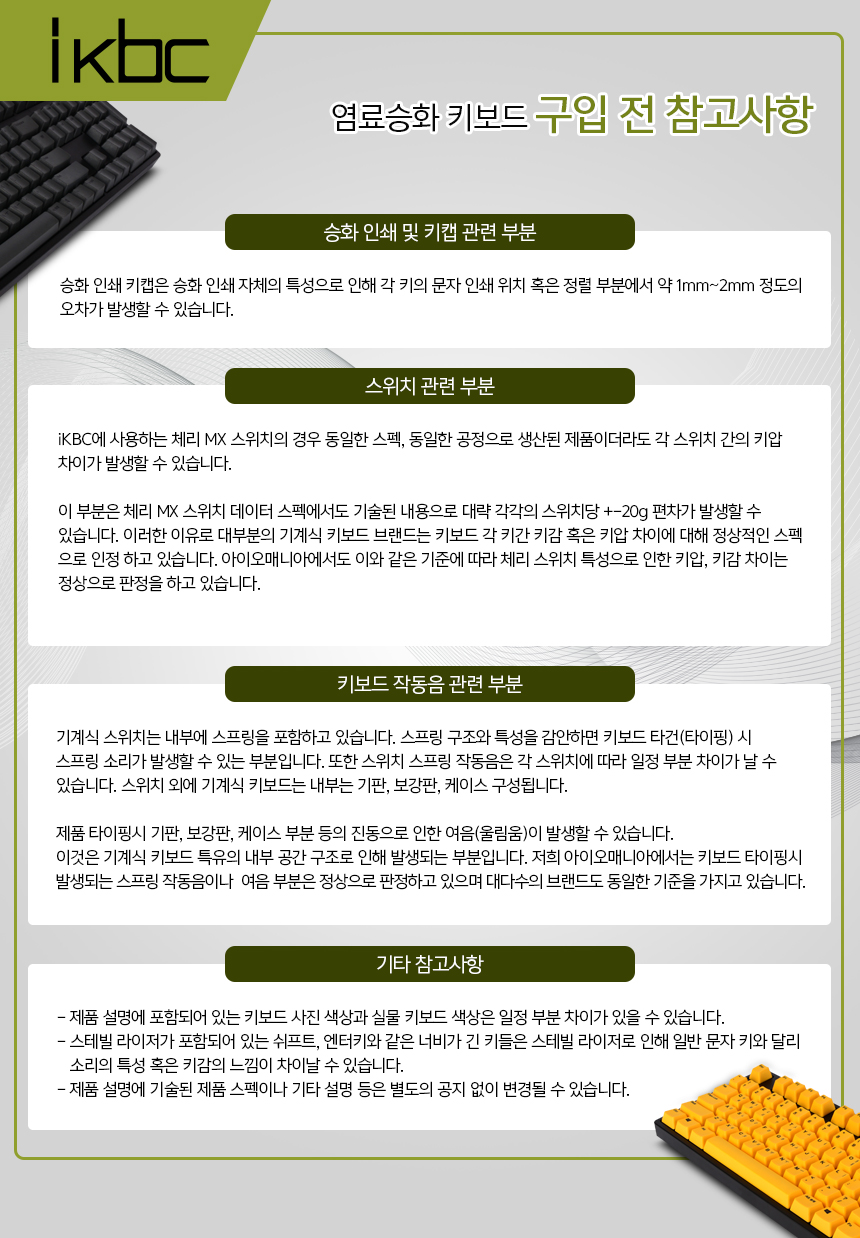 ikbc
염료승화 키보드 구입 전 참고사항
승화 인쇄 및 키캡 관련 부분
승화 인쇄 키캡은 승화 인쇄 자체의 특성으로 인해 각 키의 문자 인쇄 위치 혹은 정렬 부분에서 약 1mm~2mm 정도의
오차가 발생할 수 있습니다.
스위치 관련 부분
iKBC에 사용하는 체리 MX 스위치의 경우 동일한 스펙, 동일한 공정으로 생산된 제품이더라도 각 스위치 간의 키압
차이가 발생할 수 있습니다.
이 부분은 체리 MX 스위치 데이터 스펙에서도 기술된 내용으로 대략 각각의 스위치당 +-20g 편차가 발생할 수
있습니다. 이러한 이유로 대부분의 기계식 키보드 브랜드는 키보드 각 키간 키감 혹은 키압 차이에 대해 정상적인 스펙
으로 인정 하고 있습니다. 아이오매니아에서도 이와 같은 기준에 따라 체리 스위치 특성으로 인한 키압, 키감 차이는
정상으로 판정을 하고 있습니다.
키보드 작동음 관련 부분
기계식 스위치는 내부에 스프링을 포함하고 있습니다. 스프링 구조와 특성을 감안하면 키보드 타건(타이핑) 시
스프링 소리가 발생할 수 있는 부분입니다. 또한 스위치 스프링 작동음은 각 스위치에 따라 일정 부분 차이가 날 수
있습니다. 스위치 외에 기계식 키보드는 내부는 기판, 보강판, 케이스 구성됩니다.
제품 타이핑시 기판, 보강판, 케이스 부분 등의 진동으로 인한 여음(울림움)이 발생할 수 있습니다.
이것은 기계식 키보드 특유의 내부 공간 구조로 인해 발생되는 부분입니다. 저희 아이오매니아에서는 키보드 타이핑시
발생되는 스프링 작동음이나 여음 부분은 정상으로 판정하고 있으며 대다수의 브랜드도 동일한 기준을 가지고 있습니다.
기타 참고사항
- 제품 설명에 포함되어 있는 키보드 사진 색상과 실물 키보드 색상은 일정 부분 차이가 있을 수 있습니다.
- 스테빌 라이저가 포함되어 있는 쉬프트, 엔터키와 같은 너비가 긴 키들은 스테빌 라이저로 인해 일반 문자 키와 달리
소리의 특성 혹은 키감의 느낌이 차이날 수 있습니다.
- 제품 설명에 기술된 제품 스펙이나 기타 설명 등은 별도의 공지 없이 변경될 수 있습니다.